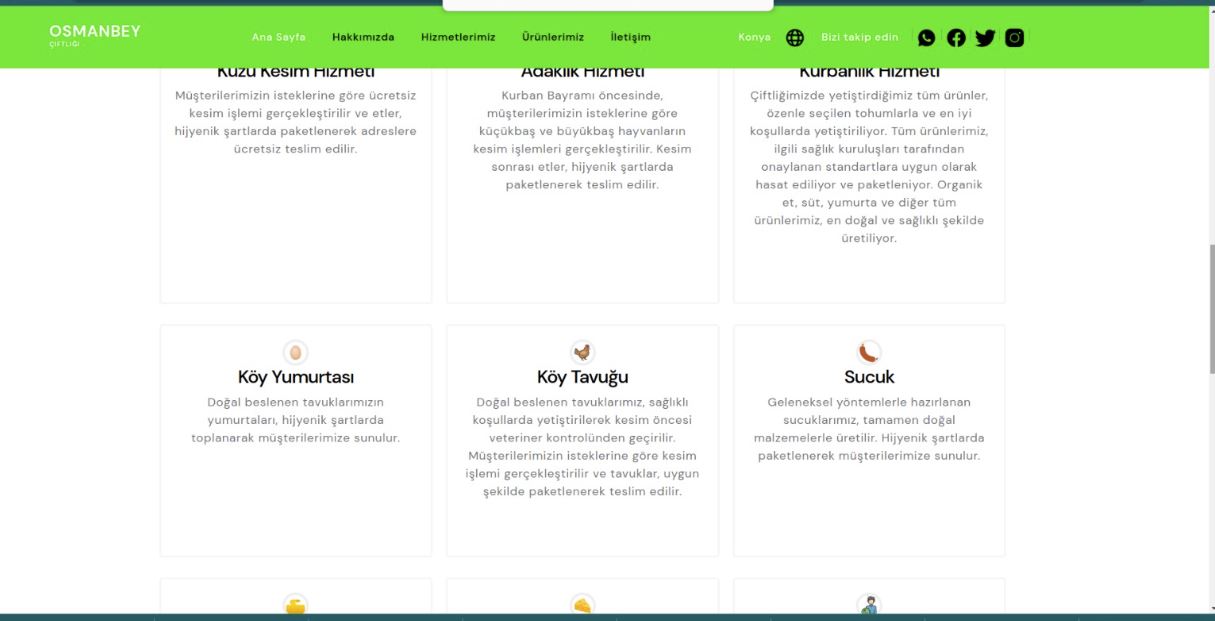 OSMANBEY
ÇİFTLİĞİ
Ana Sayfa Hakkımızda Hizmetlerimiz Ürünlerimiz İletişim Konya Bizi takip edin
Kuzu Kesim Hizmeti
Müşterilerimizin isteklerine göre ücretsiz
kesim işlemi gerçekleştirilir ve etler,
hijyenik şartlarda paketlenerek adreslere
ücretsiz teslim edilir.
Adaklık Hizmeti
Kurban Bayramı öncesinde,
müşterilerimizin isteklerine göre
küçükbaş ve büyükbaş hayvanların
kesim işlemleri gerçekleştirilir. Kesim
sonrası etler, hijyenik şartlarda
paketlenerek teslim edilir.
Kurbanlık Hizmeti
Çiftliğimizde yetiştirdiğimiz tüm ürünler,
özenle seçilen tohumlarla ve en iyi
koşullarda yetiştiriliyor. Tüm ürünlerimiz,
ilgili sağlık kuruluşları tarafından
onaylanan standartlara uygun olarak
hasat ediliyor ve paketleniyor. Organik
et, süt, yumurta ve diğer tüm
ürünlerimiz, en doğal ve sağlıklı şekilde
üretiliyor.
Köy Yumurtası
Doğal beslenen tavuklarımızın
yumurtaları, hijyenik şartlarda
toplanarak müşterilerimize sunulur.
Köy Tavuğu
Doğal beslenen tavuklarımız, sağlıklı
koşullarda yetiştirilerek kesim öncesi
veteriner kontrolünden geçirilir.
Müşterilerimizin isteklerine göre kesim
işlemi gerçekleştirilir ve tavuklar, uygun
şekilde paketlenerek teslim edilir.
Sucuk
Geleneksel yöntemlerle hazırlanan
sucuklarımız, tamamen doğal
malzemelerle üretilir. Hijyenik şartlarda
paketlenerek müşterilerimize sunulur.